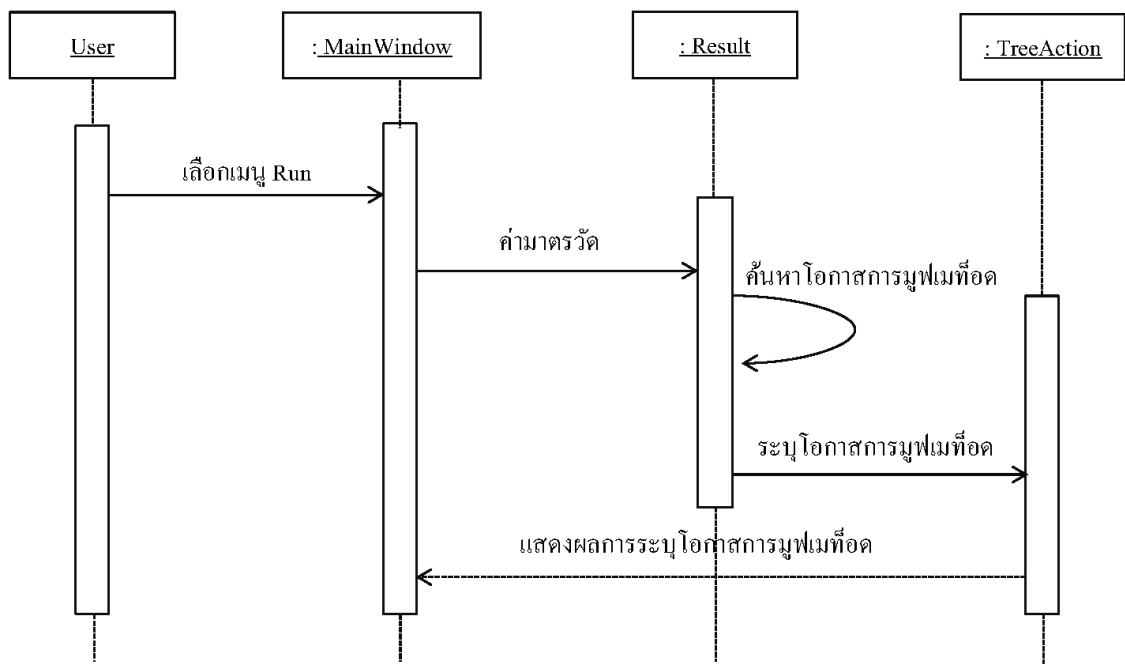 User
: MainWindow
: Result
: TreeAction
เลือกเมนู Run
ค่ามาตรวัด
ค้นหาโอกาสการมูฟเมท็อด
ระบุโอกาสการมูฟเมท็อด
แสดงผลการระบุโอกาสการมูฟเมท็อด